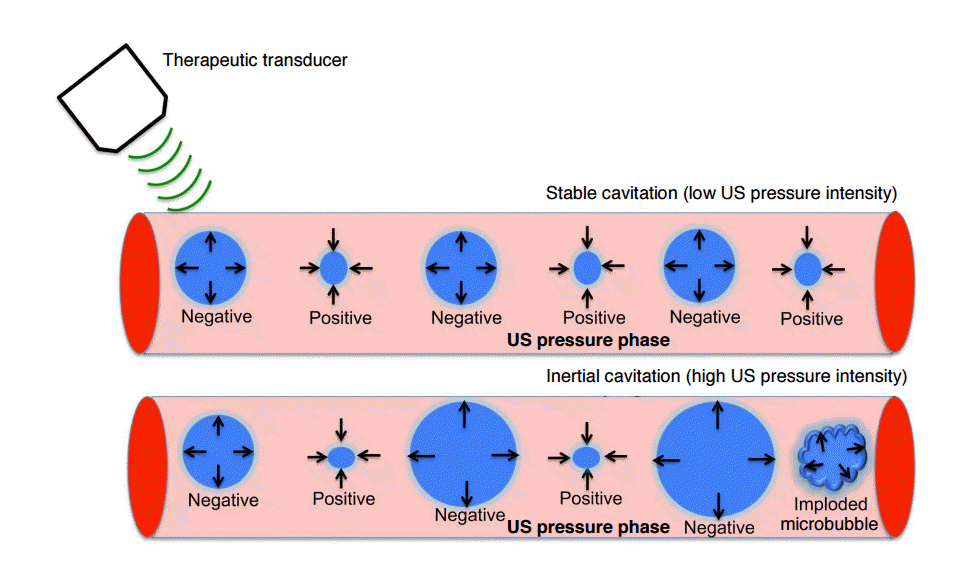 Therapeutic transducer
Stable cavitation (low US pressure intensity)
Negative
Positive
Negative
Positive
Negative
Positive
US pressure phase
Inertial cavitation (high US pressure intensity)
Negative
Positive
Negative
Positive
Negative
Imploded
microbubble
US pressure phase